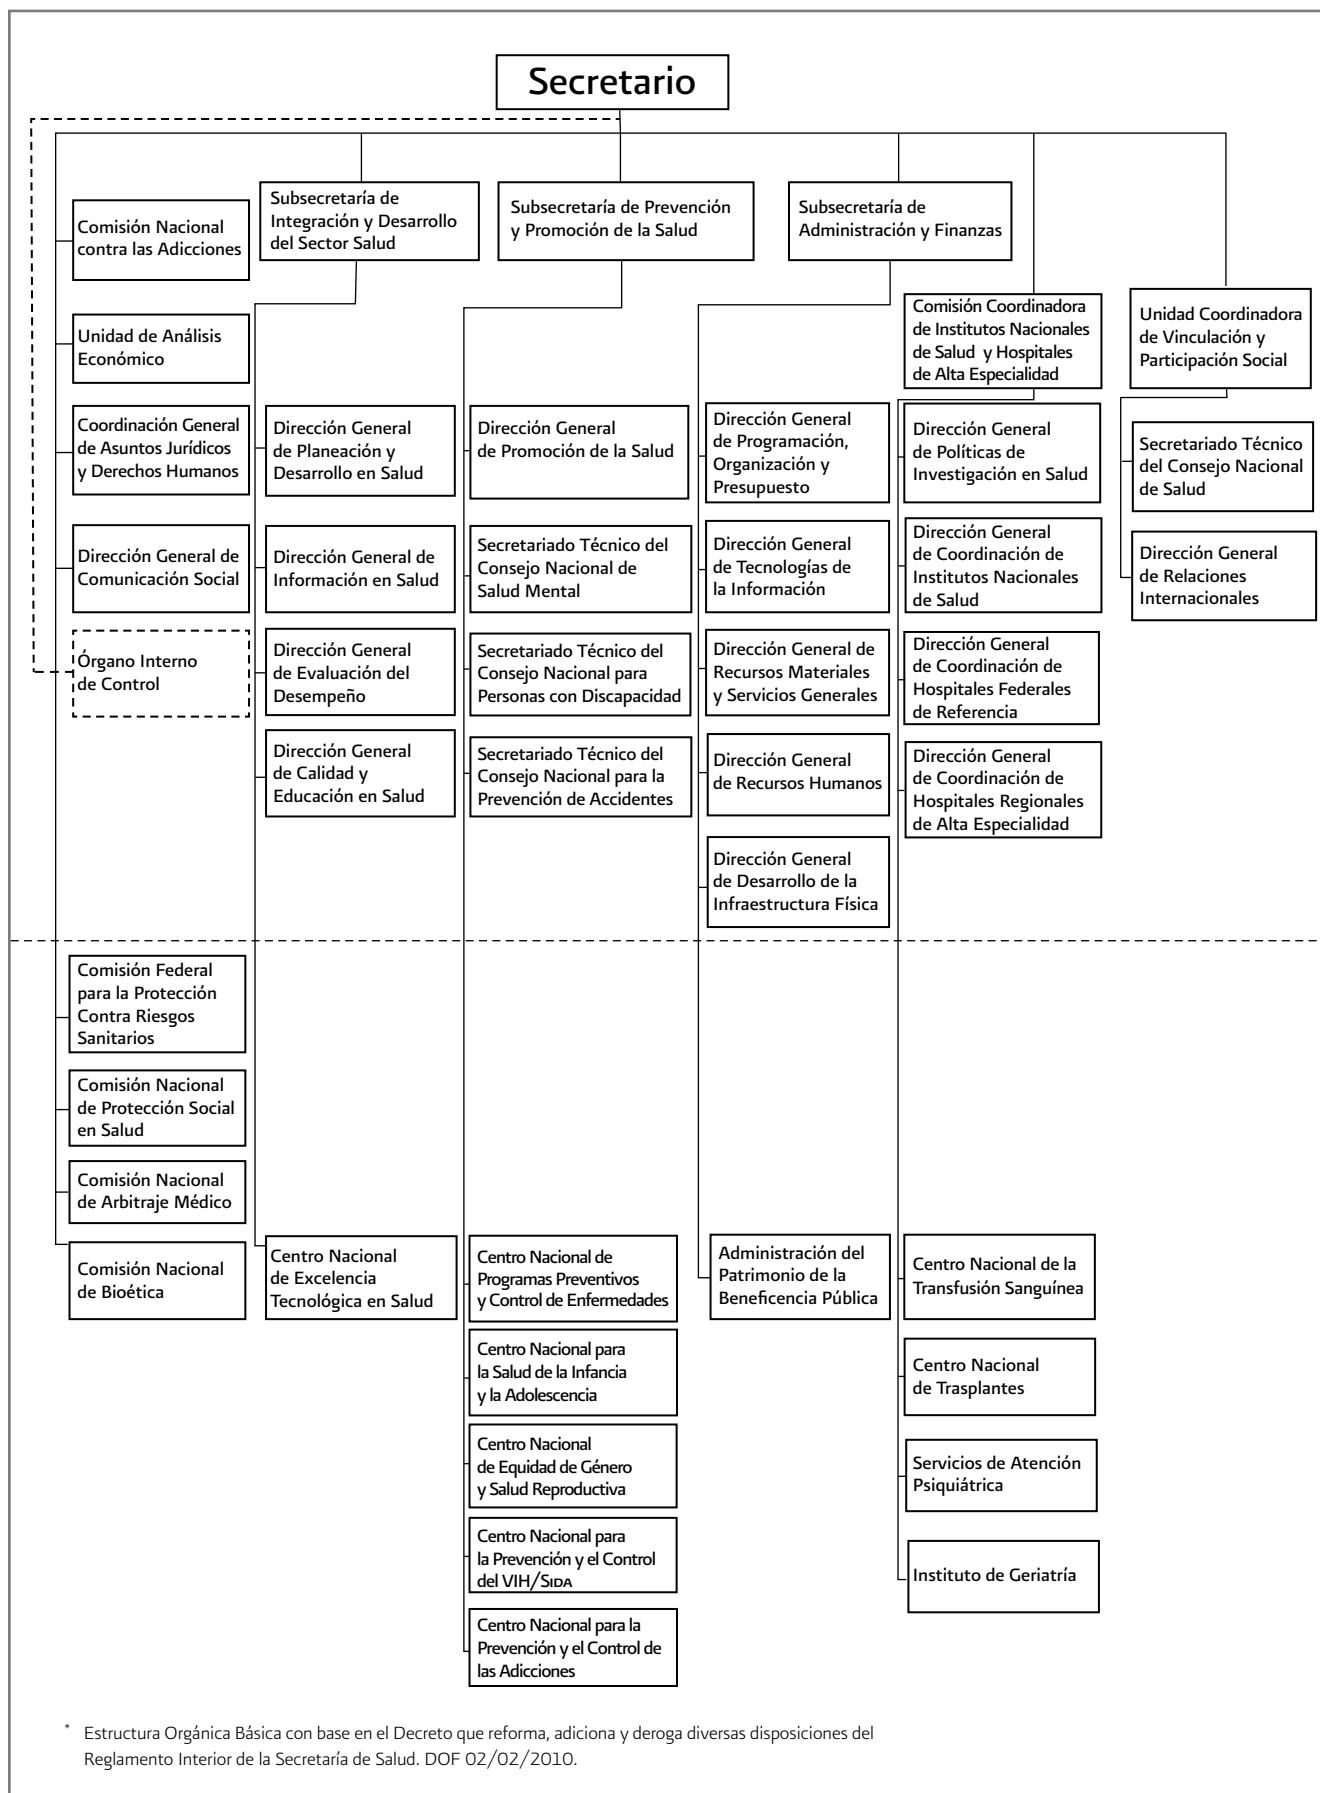 Secretario
Comisión Nacional
contra las Adicciones
Unidad de Análisis
Económico
Coordinación General
de Asuntos Jurídicos
y Derechos Humanos
Dirección General de
Comunicación Social
Órgano Interno
de Control
Comisión Federal
para la Protección
Contra Riesgos
Sanitarios
Comisión Nacional
de Protección Social
en Salud
Comisión Nacional
de Arbitraje Médico
Comisión Nacional
de Bioética
Subsecretaría de
Integración y Desarrollo
del Sector Salud
Dirección General
de Planeación y
Desarrollo en Salud
Dirección General de
Información en Salud
Dirección General
de Evaluación del
Desempeño
Dirección General
de Calidad y
Educación en Salud
Centro Nacional
de Excelencia
Tecnológica en Salud
Subsecretaría de Prevención
y Promoción de la Salud
Dirección General
de Promoción de la Salud
Secretariado Técnico del
Consejo Nacional de
Salud Mental
Secretariado Técnico del
Consejo Nacional para
Personas con Discapacidad
Secretariado Técnico del
Consejo Nacional para la
Prevención de Accidentes
Centro Nacional de
Programas Preventivos
y Control de Enfermedades
Centro Nacional para
la Salud de la Infancia
y la Adolescencia
Centro Nacional
de Equidad de Género
y Salud Reproductiva
Centro Nacional para
la Prevención y el Control
del VIH/SIDA
Centro Nacional para la
Prevención y el Control de
las Adicciones
Subsecretaría de
Administración y Finanzas
Dirección General
de Programación,
Organización y
Presupuesto
Dirección General
de Tecnologías de
la Información
Dirección General de
Recursos Materiales
y Servicios Generales
Dirección General
de Recursos Humanos
Dirección General
de Desarrollo de la
Infraestructura Física
Administración del
Patrimonio de la
Beneficencia Pública
Comisión Coordinadora
de Institutos Nacionales
de Salud y Hospitales
de Alta Especialidad
Dirección General
de Políticas de
Investigación en Salud
Dirección General
de Coordinación de
Institutos Nacionales
de Salud
Dirección General
de Coordinación de
Hospitales Federales
de Referencia
Dirección General
de Coordinación de
Hospitales Regionales
de Alta Especialidad
Centro Nacional de la
Transfusión Sanguínea
Centro Nacional
de Trasplantes
Servicios de Atención
Psiquiátrica
Instituto de Geriatría
Unidad Coordinadora
de Vinculación y
Participación Social
Secretariado Técnico
del Consejo Nacional
de Salud
Dirección General
de Relaciones
Internacionales
* Estructura Orgánica Básica con base en el Decreto que reforma, adiciona y deroga diversas disposiciones del
Reglamento Interior de la Secretaría de Salud. DOF 02/02/2010.